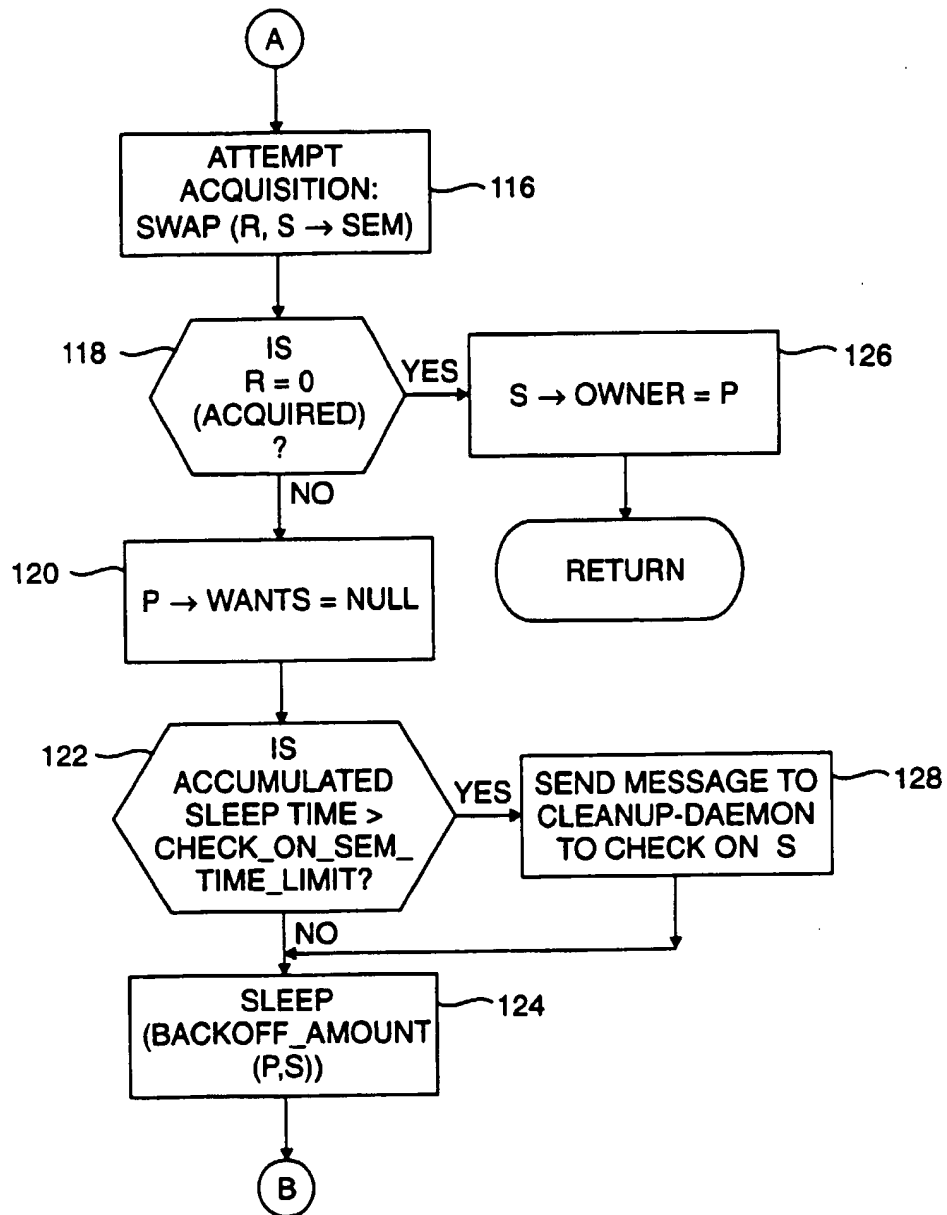 A
ATTEMPT
ACQUISITION:
SWAP (R, S → SEM)
116
118
IS
R = 0
(ACQUIRED)
?
YES
S → OWNER = P
126
NO
RETURN
120
P → WANTS = NULL
122
IS
ACCUMULATED
SLEEP TIME >
CHECK_ON_SEM_
TIME_LIMIT?
YES
SEND MESSAGE TO
CLEANUP-DAEMON
TO CHECK ON S
128
NO
SLEEP
(BACKOFF_AMOUNT
(P,S))
124
B